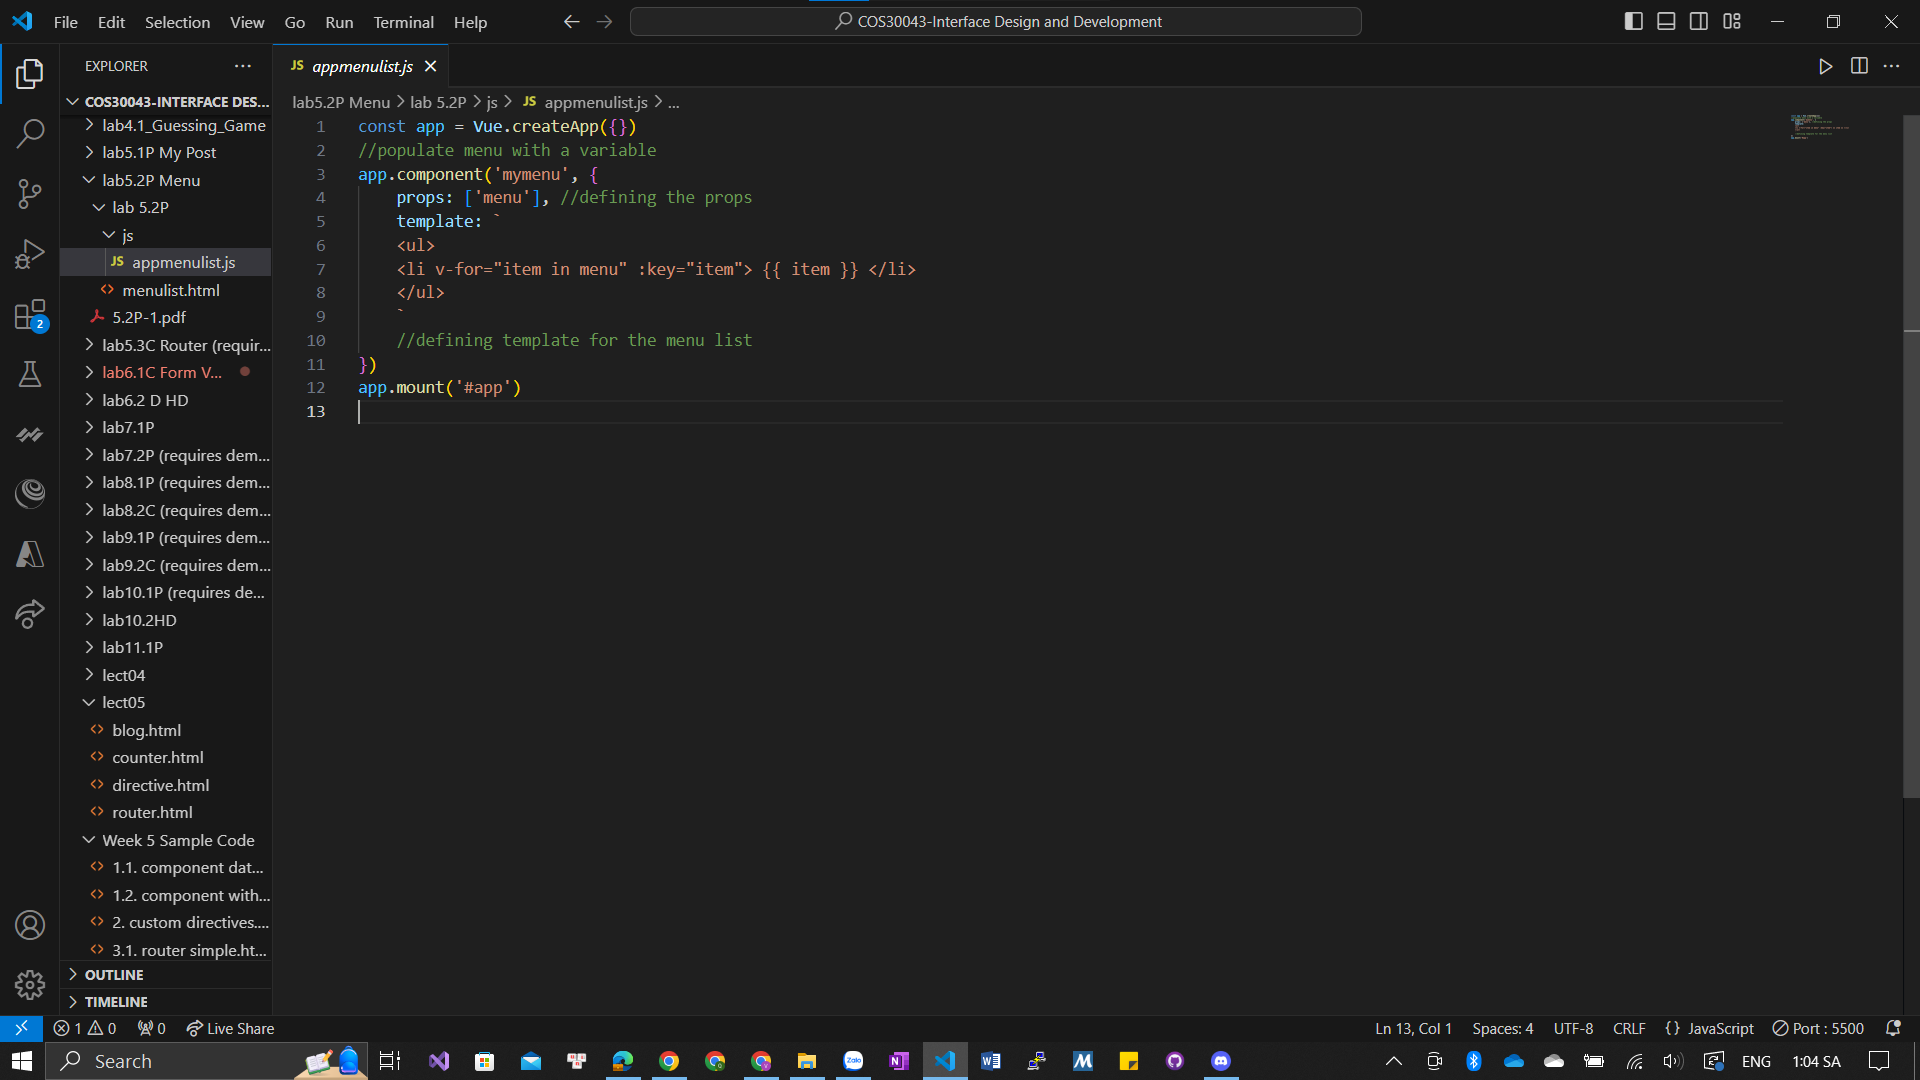 File Edit Selection View Go Run Terminal Help
COS30043-Interface Design and Development
EXPLORER
COS30043-INTERFACE DES...
lab4.1_Guessing_Game
lab5.1P My Post
lab5.2P Menu
lab 5.2P
js
JS appmenulist.js
menulist.html
5.2P-1.pdf
lab5.3C Router (requir...
lab6.1C Form V...
lab6.2 D HD
lab7.1P
lab7.2P (requires dem...
lab8.1P (requires dem...
lab8.2C (requires dem...
lab9.1P (requires dem...
lab9.2C (requires dem...
lab10.1P (requires de...
lab10.2HD
lab11.1P
lect04
lect05
blog.html
counter.html
directive.html
router.html
Week 5 Sample Code
1.1. component dat...
1.2. component with...
2. custom directives....
3.1. router simple.ht...
OUTLINE
TIMELINE
2
JS appmenulist.js
lab5.2P Menu > lab 5.2P > js > JS appmenulist.js > ...
1 const app = Vue.createApp({})
2 //populate menu with a variable
3 app.component('mymenu', {
4 props: ['menu'], //defining the props
5 template: `
6 <ul>
7 <li v-for="item in menu" :key="item"> {{ item }} </li>
8 </ul>
9 `
10 //defining template for the menu list
11 })
12 app.mount('#app')
13
1 0 0 Live Share
Ln 13, Col 1 Spaces: 4 UTF-8 CRLF {} JavaScript Port : 5500
Search
Zalo
ENG 1:04 SA